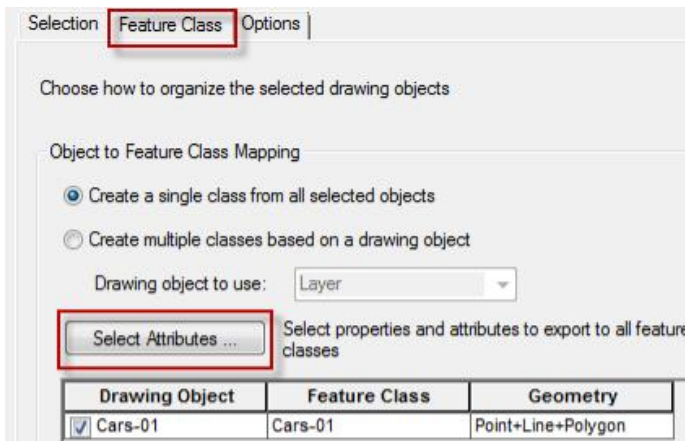 Selection Feature Class Options
Choose how to organize the selected drawing objects
Object to Feature Class Mapping
Create a single class from all selected objects
Create multiple classes based on a drawing object
Drawing object to use: Layer
Select Attributes ... Select properties and attributes to export to all feature
classes
Drawing Object Feature Class Geometry
Cars-01 Cars-01 Point+Line+Polygon